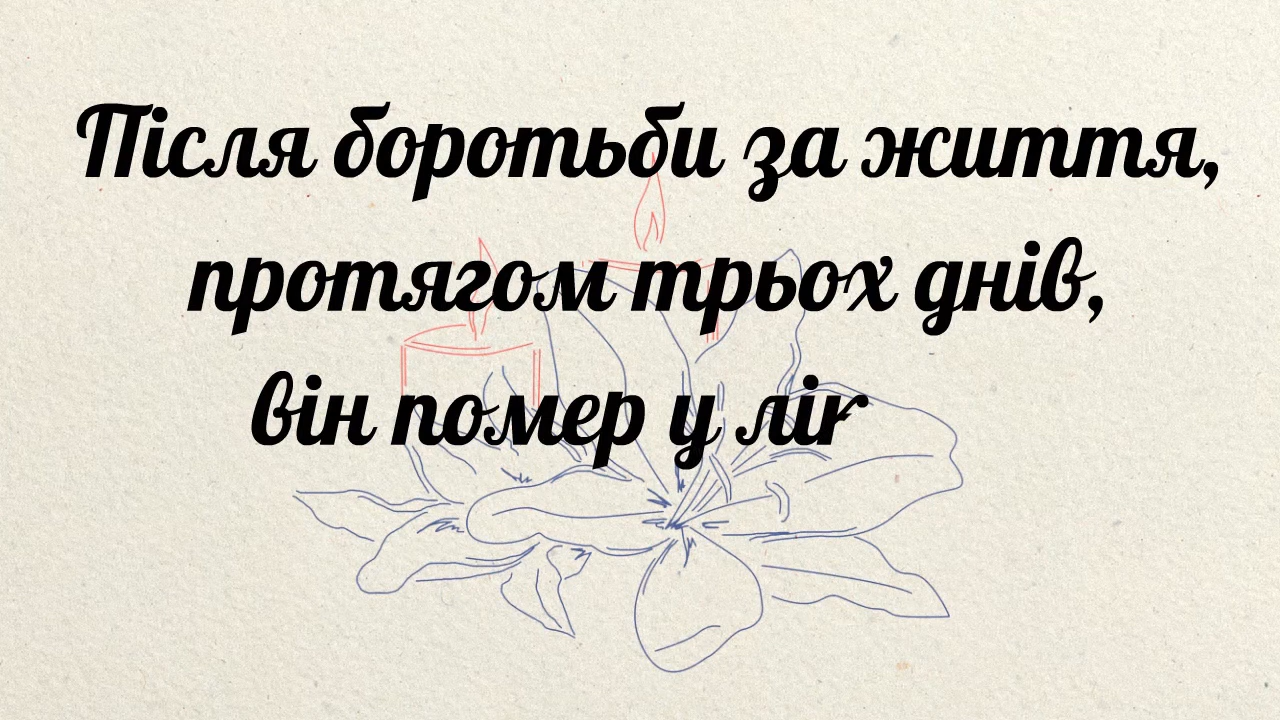 Після боротьби за життя,
протягом трьох днів,
він помер у